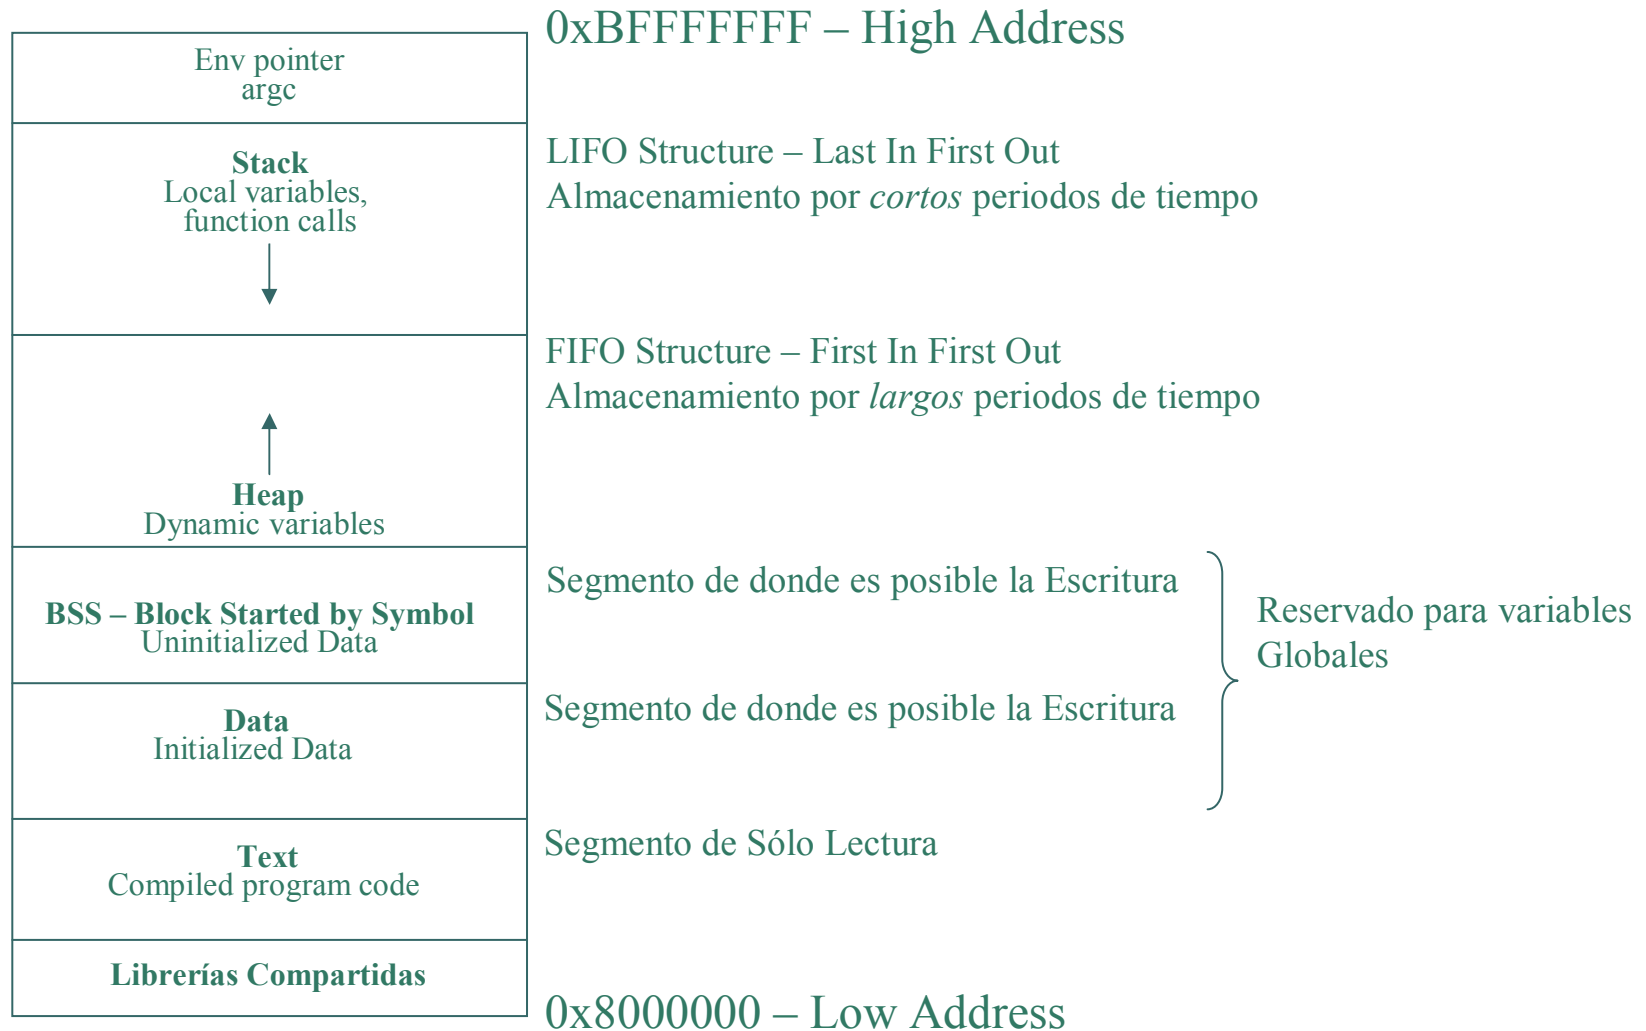 0xBFFFFFFF – High Address
Env pointer
argc
Stack
Local variables,
function calls
LIFO Structure – Last In First Out
Almacenamiento por cortos periodos de tiempo
FIFO Structure – First In First Out
Almacenamiento por largos periodos de tiempo
Heap
Dynamic variables
BSS – Block Started by Symbol
Uninitialized Data
Segmento de donde es posible la Escritura
Reservado para variables
Globales
Data
Initialized Data
Segmento de donde es posible la Escritura
Text
Compiled program code
Segmento de Sólo Lectura
Librerías Compartidas
0x8000000 – Low Address